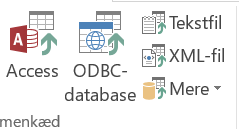 Access
ODBC-
database
Tekstfil
XML-fil
Mere
menkæd